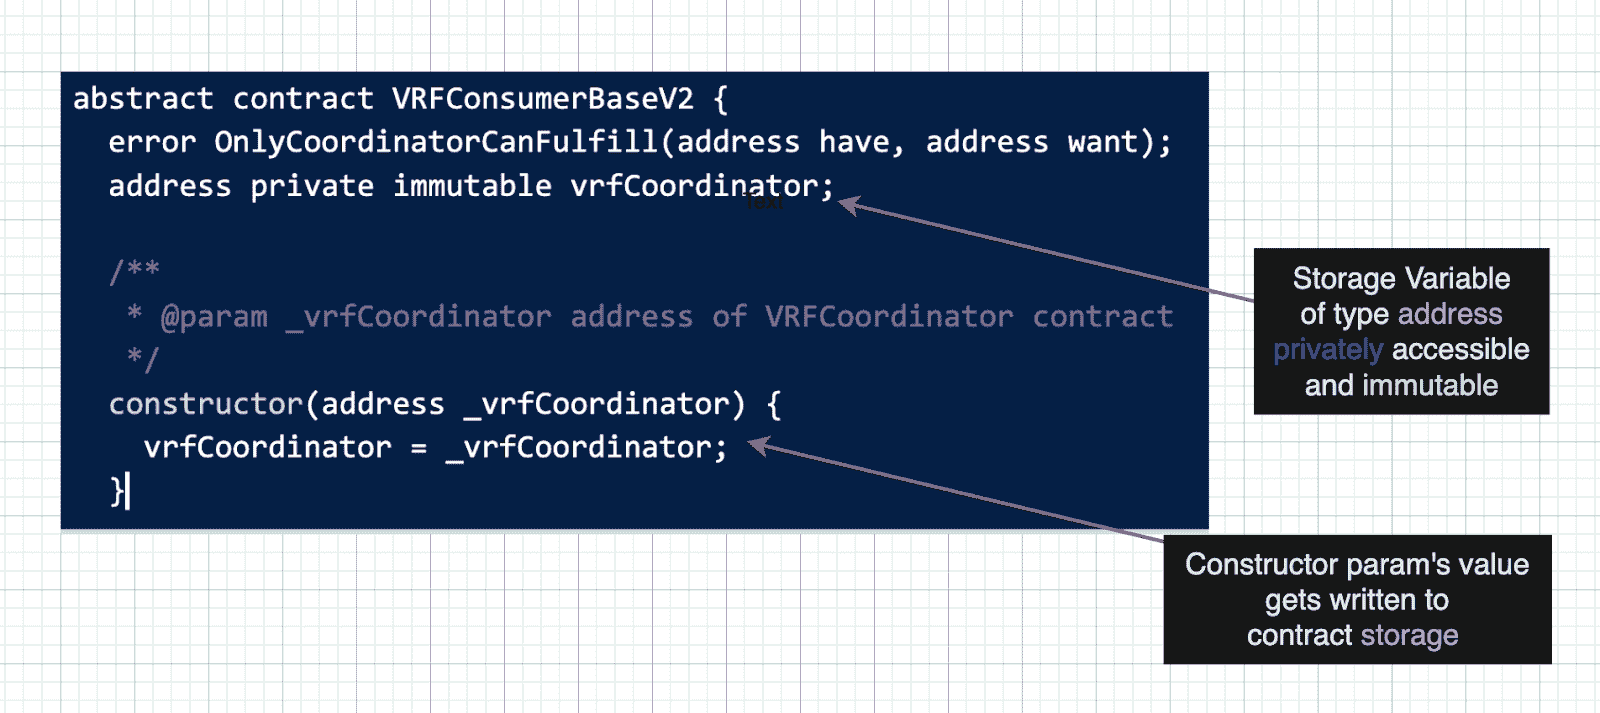 abstract contract VRFConsumerBaseV2 {
error OnlyCoordinatorCanFulfill(address have, address want);
address private immutable vrfCoordinator;
Text
/**
* @param _vrfCoordinator address of VRFCoordinator contract
*/
constructor(address _vrfCoordinator) {
vrfCoordinator = _vrfCoordinator;
}
Storage Variable
of type address
privately accessible
and immutable
Constructor param's value
gets written to
contract storage